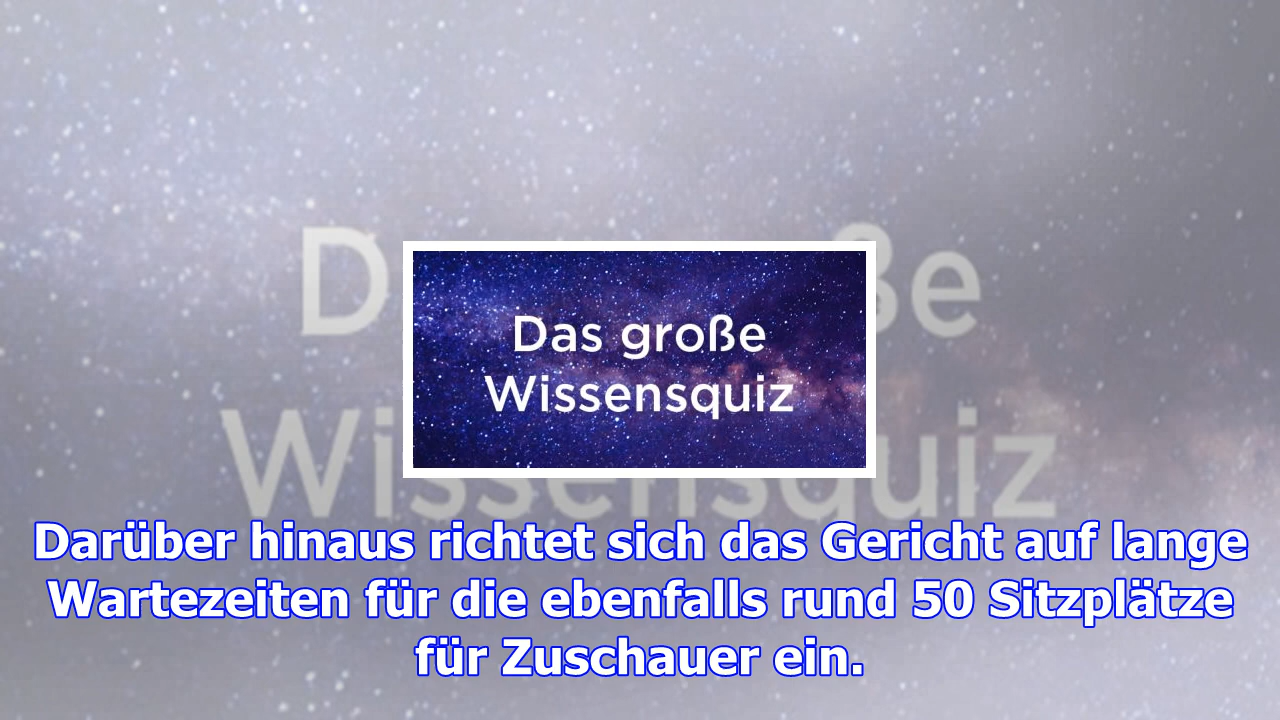 Das große
Wissensquiz
Darüber hinaus richtet sich das Gericht auf lange
Wartezeiten für die ebenfalls rund 50 Sitzplätze
für Zuschauer ein.